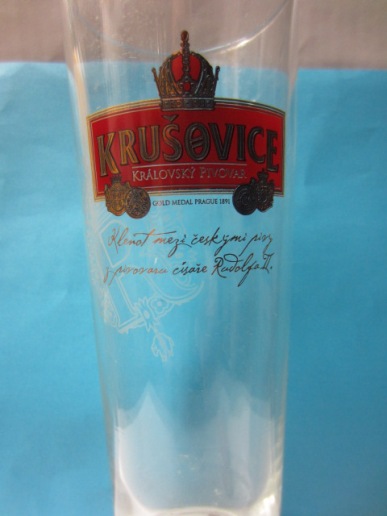 KRUŠOVICE
KRÁLOVSKÝ PIVOVAR
GOLD MEDAL PRAGUE 1891
Klenot mezi českými pivy
z pivovaru císaře Rudolfa II.